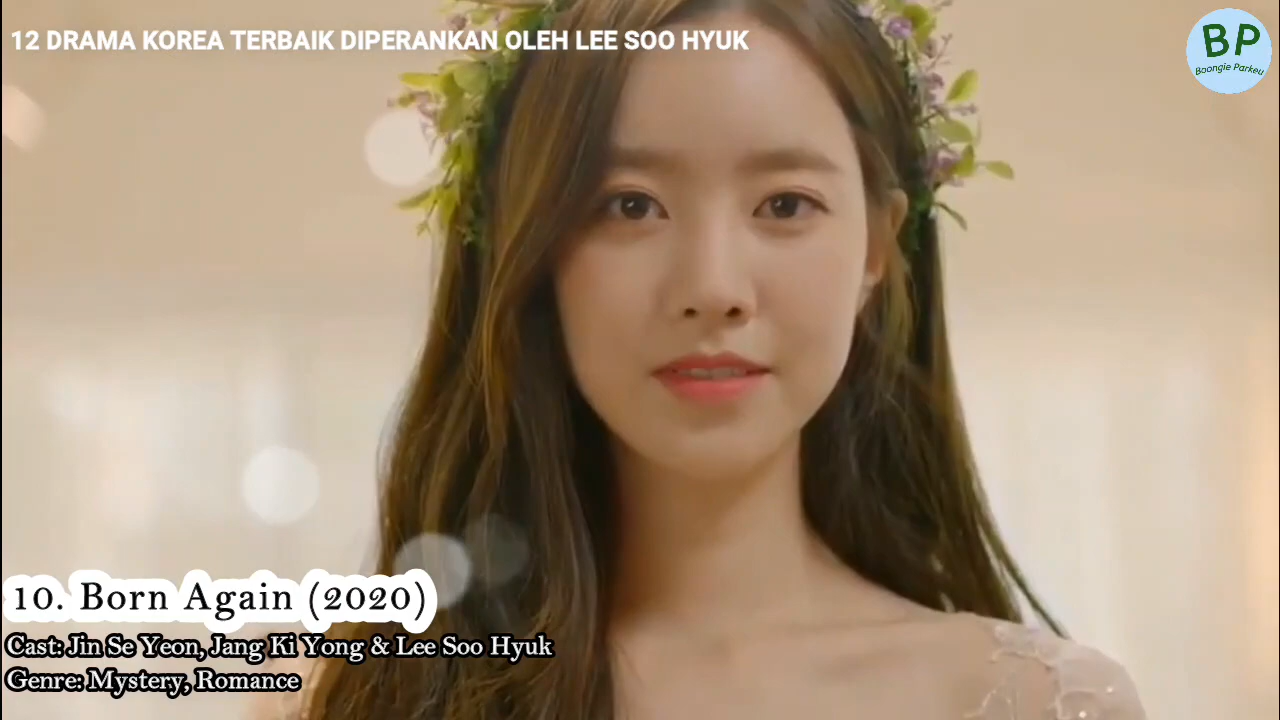 12 DRAMA KOREA TERBAIK DIPERANKAN OLEH LEE SOO HYUK
BP
Boongie Parkeu
10. Born Again (2020)
Cast: Jin Se Yeon, Jang Ki Yong & Lee Soo Hyuk
Genre: Mystery, Romance